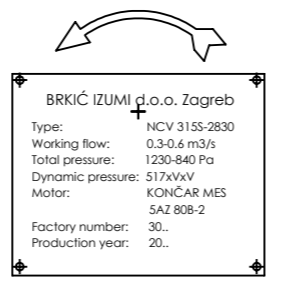 BRKIĆ IZUMI d.o.o. Zagreb
Type: NCV 315S-2830
Working flow: 0.3-0.6 m3/s
Total pressure: 1230-840 Pa
Dynamic pressure: 517xVxV
Motor: KONČAR MES
5AZ 80B-2
Factory number: 30..
Production year: 20..